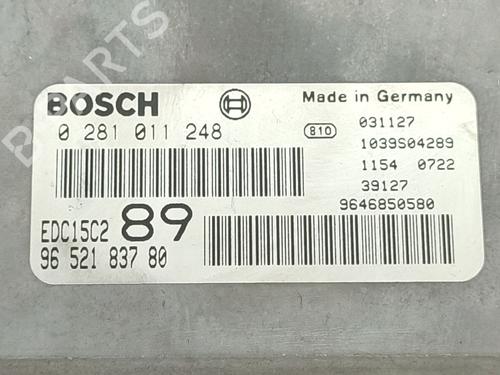 PARTS
BOSCH
Made in Germany
0 281 011 248
810
031127
1039S04289
1154 0722
39127
9646850580
EDC15C2 89
96 521 837 80